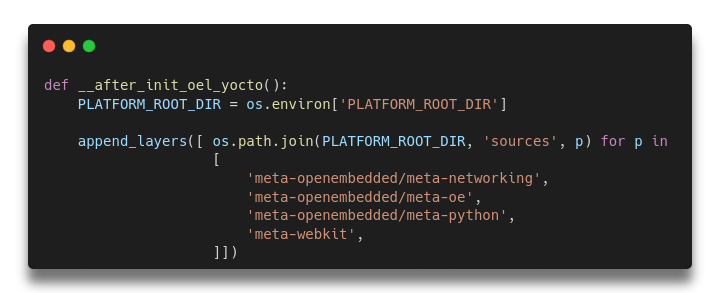 def __after_init_oel_yocto():
    PLATFORM_ROOT_DIR = os.environ['PLATFORM_ROOT_DIR']

    append_layers([ os.path.join(PLATFORM_ROOT_DIR, 'sources', p) for p in
                    [
                        'meta-openembedded/meta-networking',
                        'meta-openembedded/meta-oe',
                        'meta-openembedded/meta-python',
                        'meta-webkit',
                    ]])